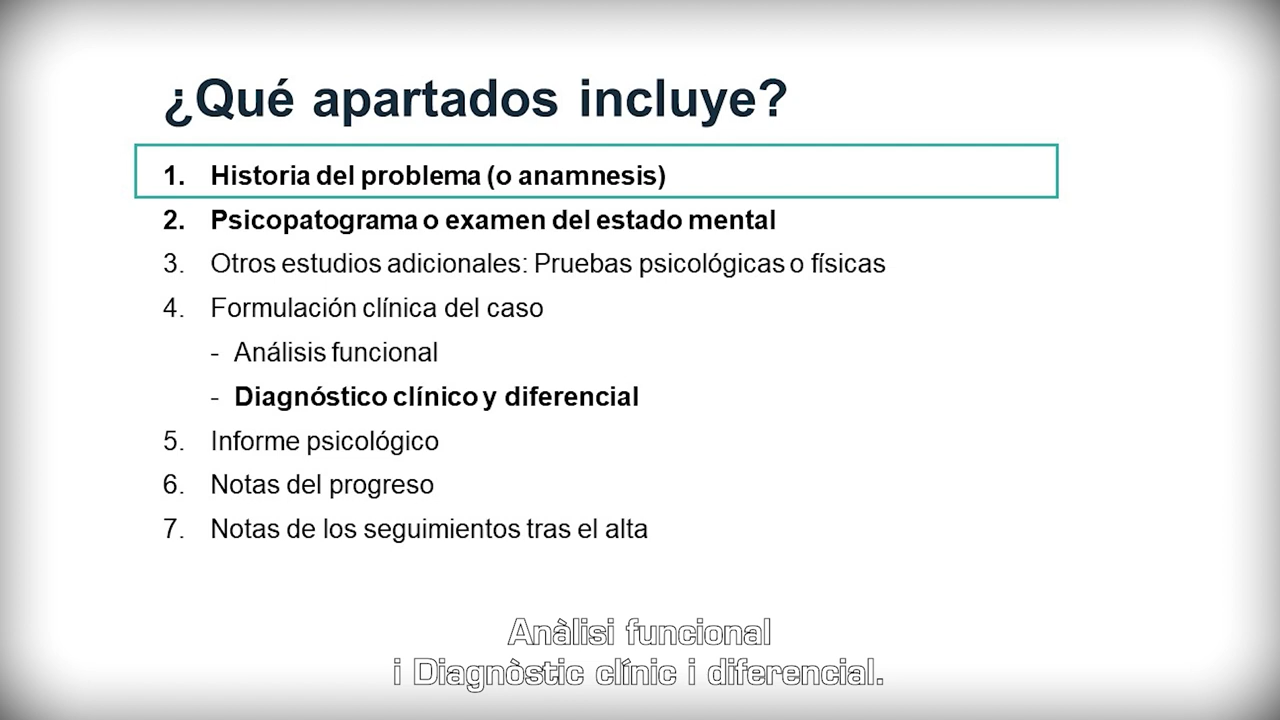 ¿Qué apartados incluye?
1. Historia del problema (o anamnesis)
2. Psicopatograma o examen del estado mental
3. Otros estudios adicionales: Pruebas psicológicas o físicas
4. Formulación clínica del caso
- Análisis funcional
- Diagnóstico clínico y diferencial
5. Informe psicológico
6. Notas del progreso
7. Notas de los seguimientos tras el alta
Anàlisi funcional
i Diagnòstic clínic i diferencial.